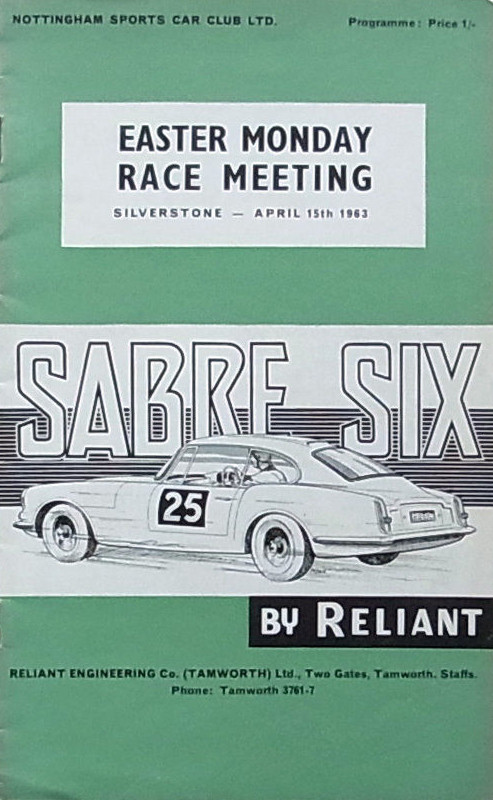 NOTTINGHAM SPORTS CAR CLUB LTD.
Programme: Price 1/-
EASTER MONDAY
RACE MEETING
SILVERSTONE — APRIL 15th 1963
SABRE SIX
25
BY RELIANT
RELIANT ENGINEERING Co. (TAMWORTH) Ltd., Two Gates, Tamworth. Staffs.
Phone: Tamworth 3761-7